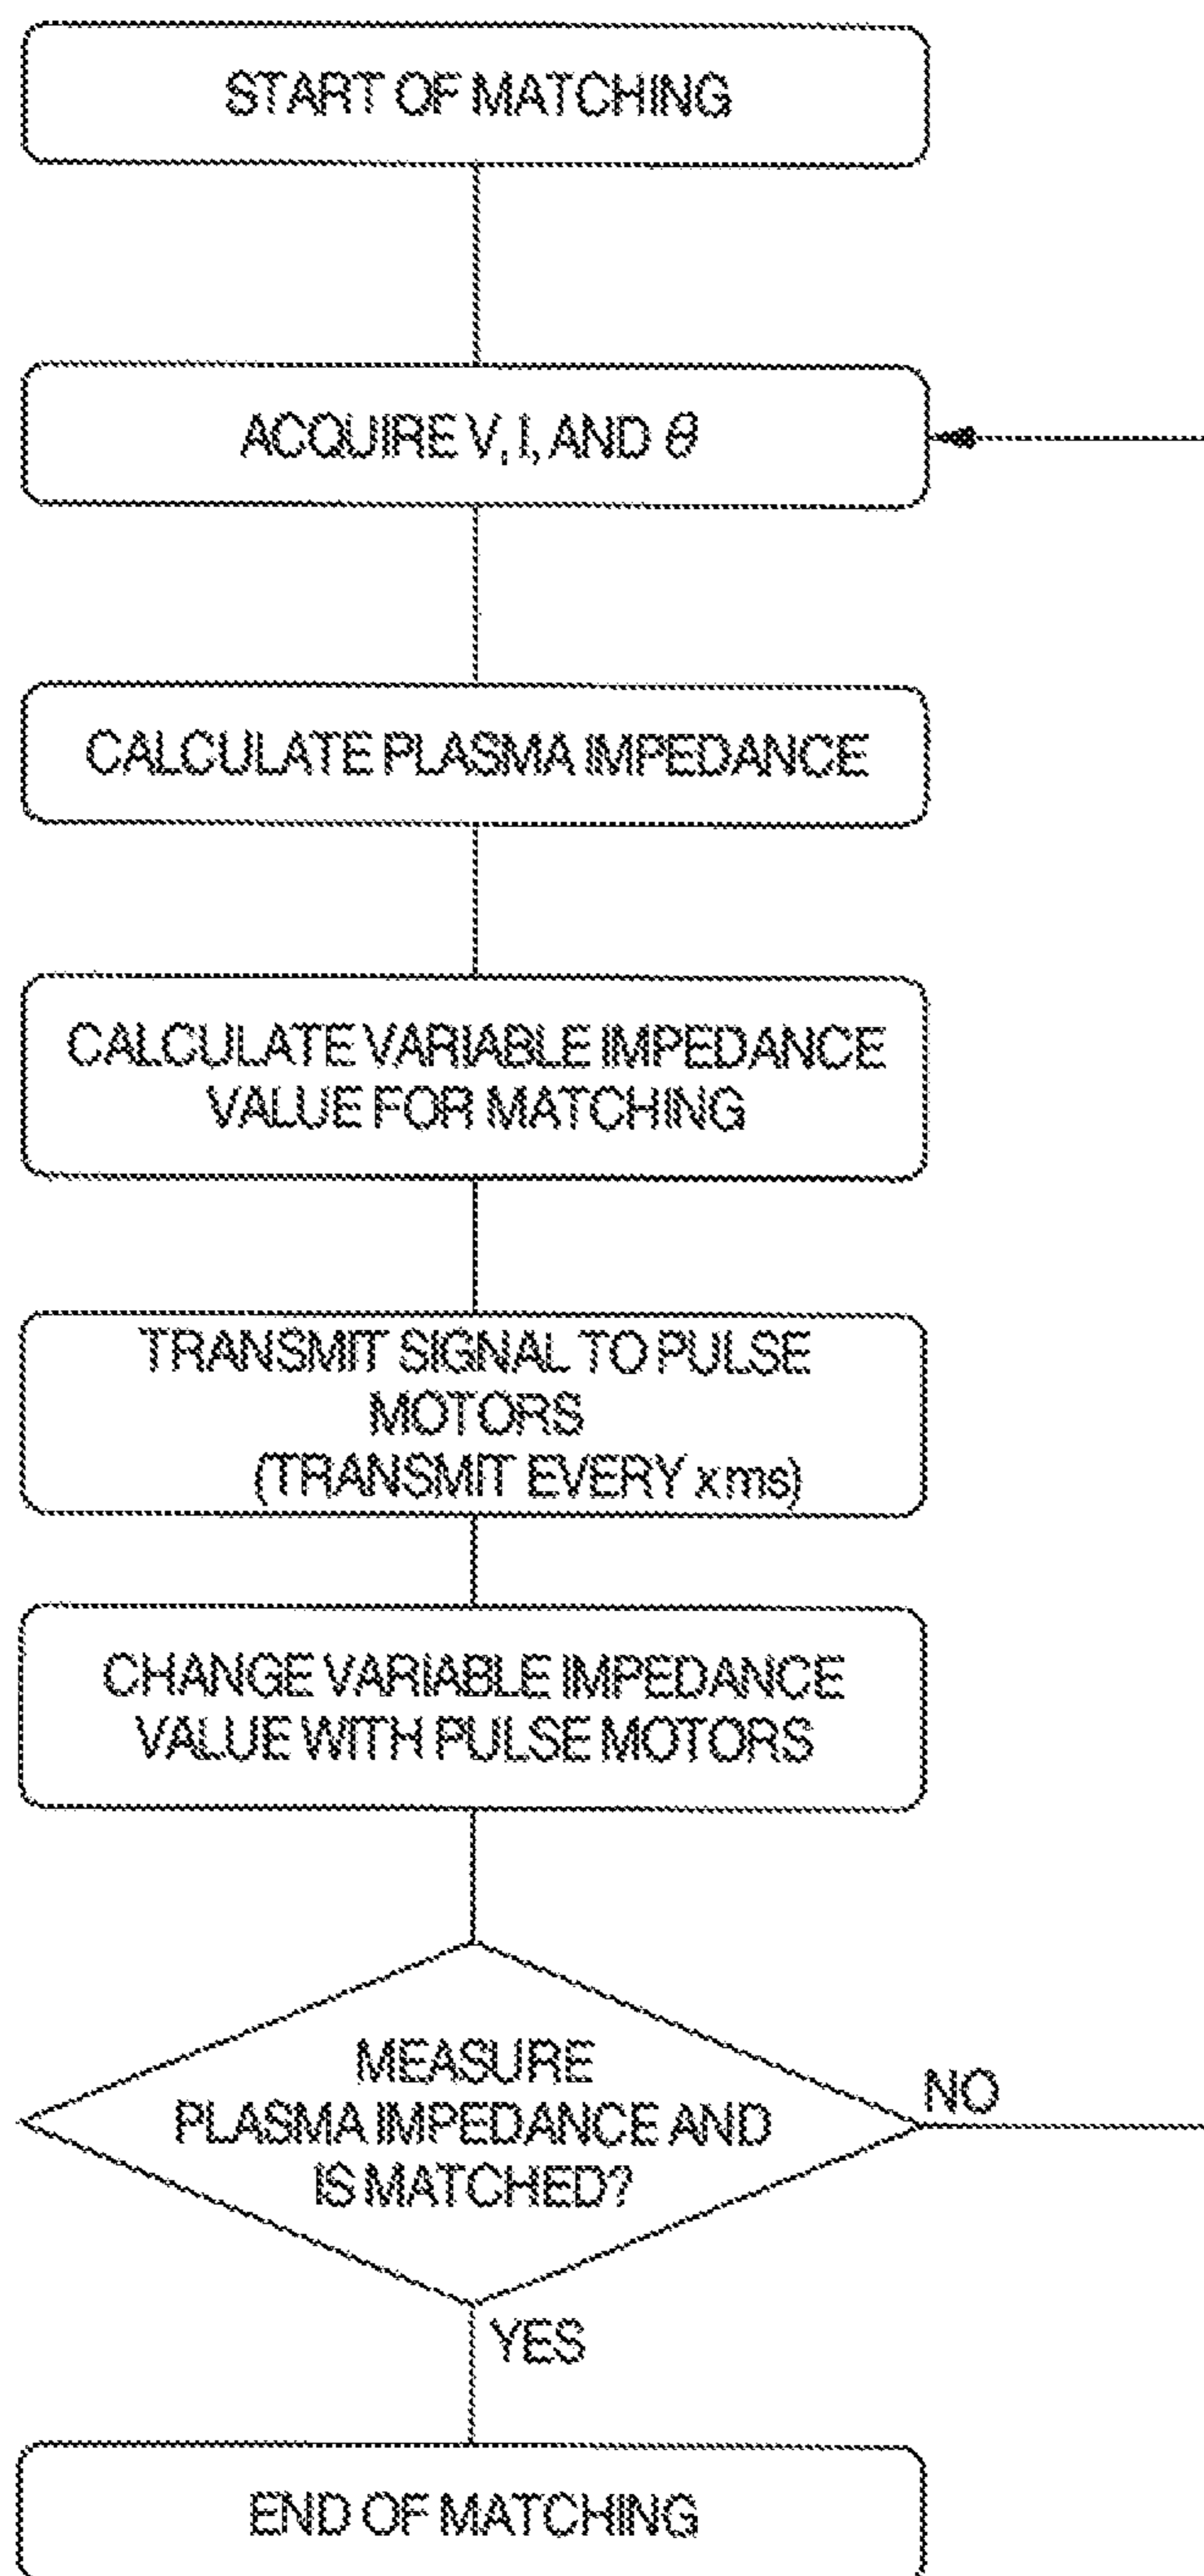 START OF MATCHING
ACQUIRE V, I, AND θ
CALCULATE PLASMA IMPEDANCE
CALCULATE VARIABLE IMPEDANCE
VALUE FOR MATCHING
TRANSMIT SIGNAL TO PULSE
MOTORS
(TRANSMIT EVERY xms)
CHANGE VARIABLE IMPEDANCE
VALUE WITH PULSE MOTORS
MEASURE
PLASMA IMPEDANCE AND
IS MATCHED?
NO
YES
END OF MATCHING